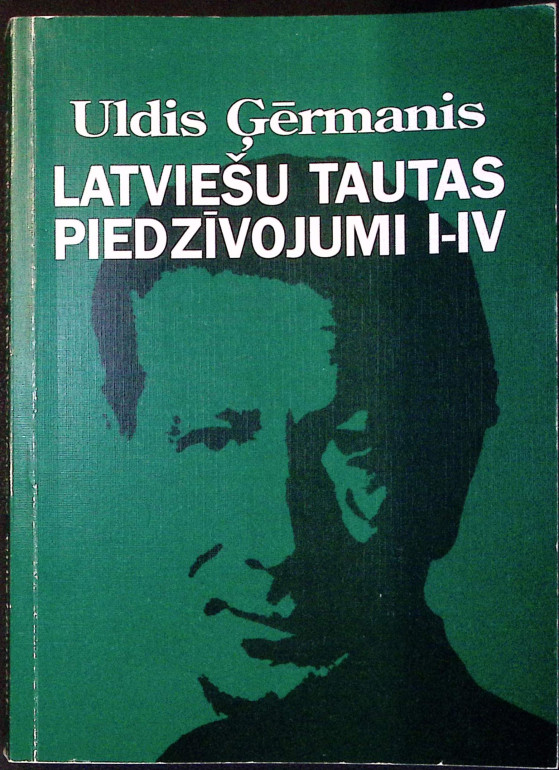 Uldis Ģērmanis
LATVIEŠU TAUTAS
PIEDZĪVOJUMI I-IV